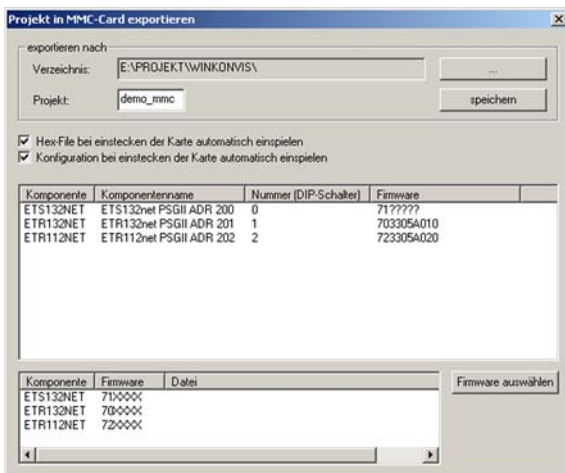 Projekt in MMC-Card exportieren
exportieren nach
Verzeichnis: E:\PROJEKT\WINKONVIS\ ...
Projekt: demo_mmc speichern
Hex-File bei einstecken der Karte automatisch einspielen
Konfiguration bei einstecken der Karte automatisch einspielen
Komponente Komponentenname Nummer (DIP-Schalter) Firmware
ETS132NET ETS132net PSGII ADR 200 0 71?????
ETR132NET ETR132net PSGII ADR 201 1 703305A010
ETR112NET ETR112net PSGII ADR 202 2 723305A020
Komponente Firmware Datei Firmware auswählen
ETS132NET 71XXXX
ETR132NET 70XXXX
ETR112NET 72XXXX